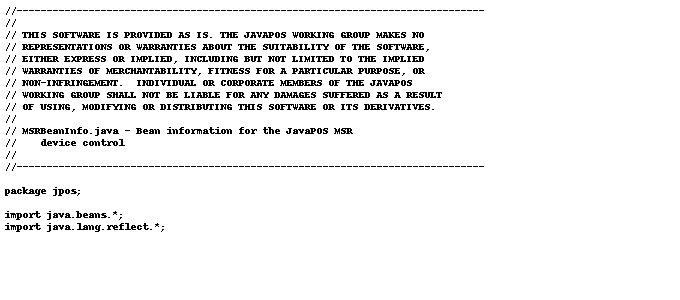 //------------------------------------------------------------------------------
//
// THIS SOFTWARE IS PROVIDED AS IS. THE JAVAPOS WORKING GROUP MAKES NO
// REPRESENTATIONS OR WARRANTIES ABOUT THE SUITABILITY OF THE SOFTWARE,
// EITHER EXPRESS OR IMPLIED, INCLUDING BUT NOT LIMITED TO THE IMPLIED
// WARRANTIES OF MERCHANTABILITY, FITNESS FOR A PARTICULAR PURPOSE, OR
// NON-INFRINGEMENT.  INDIVIDUAL OR CORPORATE MEMBERS OF THE JAVAPOS
// WORKING GROUP SHALL NOT BE LIABLE FOR ANY DAMAGES SUFFERED AS A RESULT
// OF USING, MODIFYING OR DISTRIBUTING THIS SOFTWARE OR ITS DERIVATIVES.
//
// MSRBeanInfo.java - Bean information for the JavaPOS MSR
//    device control
//
//------------------------------------------------------------------------------
package jpos;
import java.beans.*;
import java.lang.reflect.*;